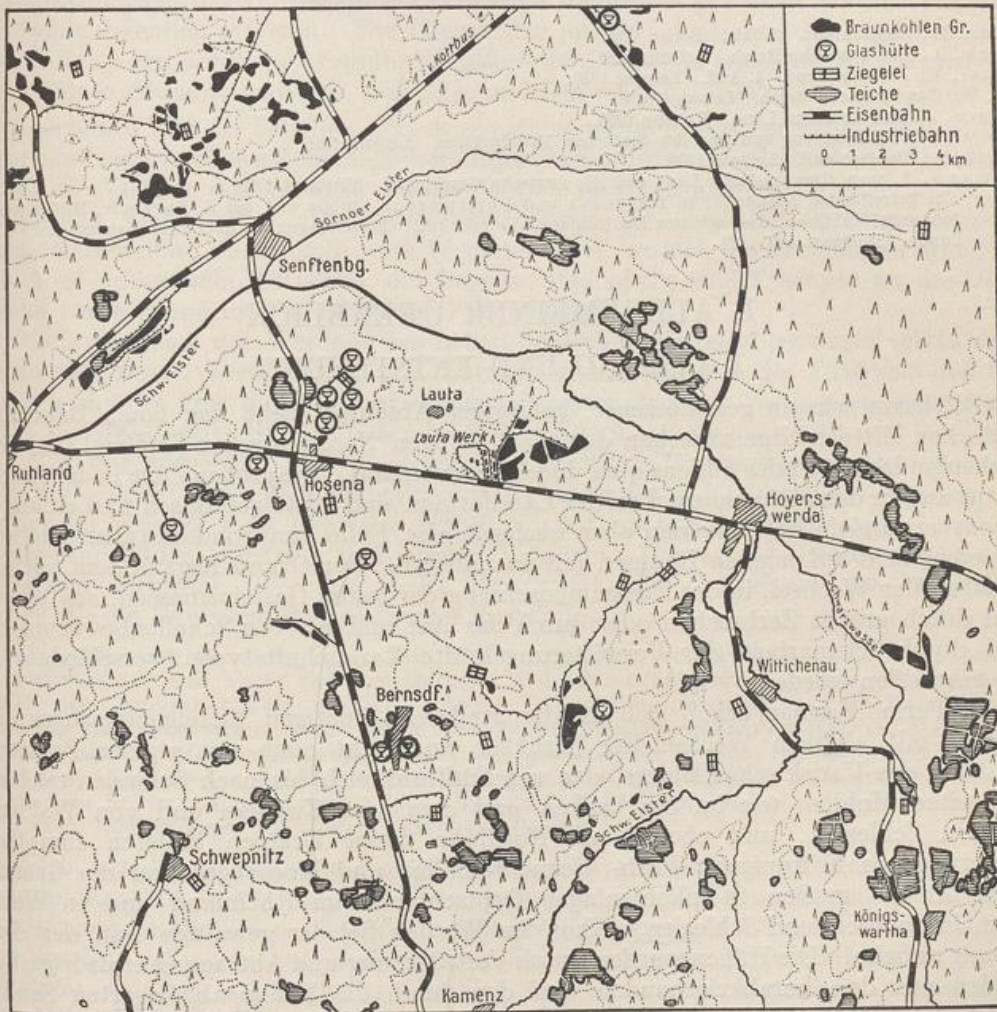 Braunkohlen Gr.
Glashütte
Ziegelei
Teiche
Eisenbahn
Industriebahn
0 1 2 3 4 km
v. Kottbus
Sornoer Elster
Senftenbg.
Schw. Elster
Lauta
Lauta Werk
Ruhland
Hosena
Hoyers-
werda
Schwarzwasser
Wittichenau
Bernsdf.
Schw. Elster
Schwepnitz
Königs-
wartha
Kamenz